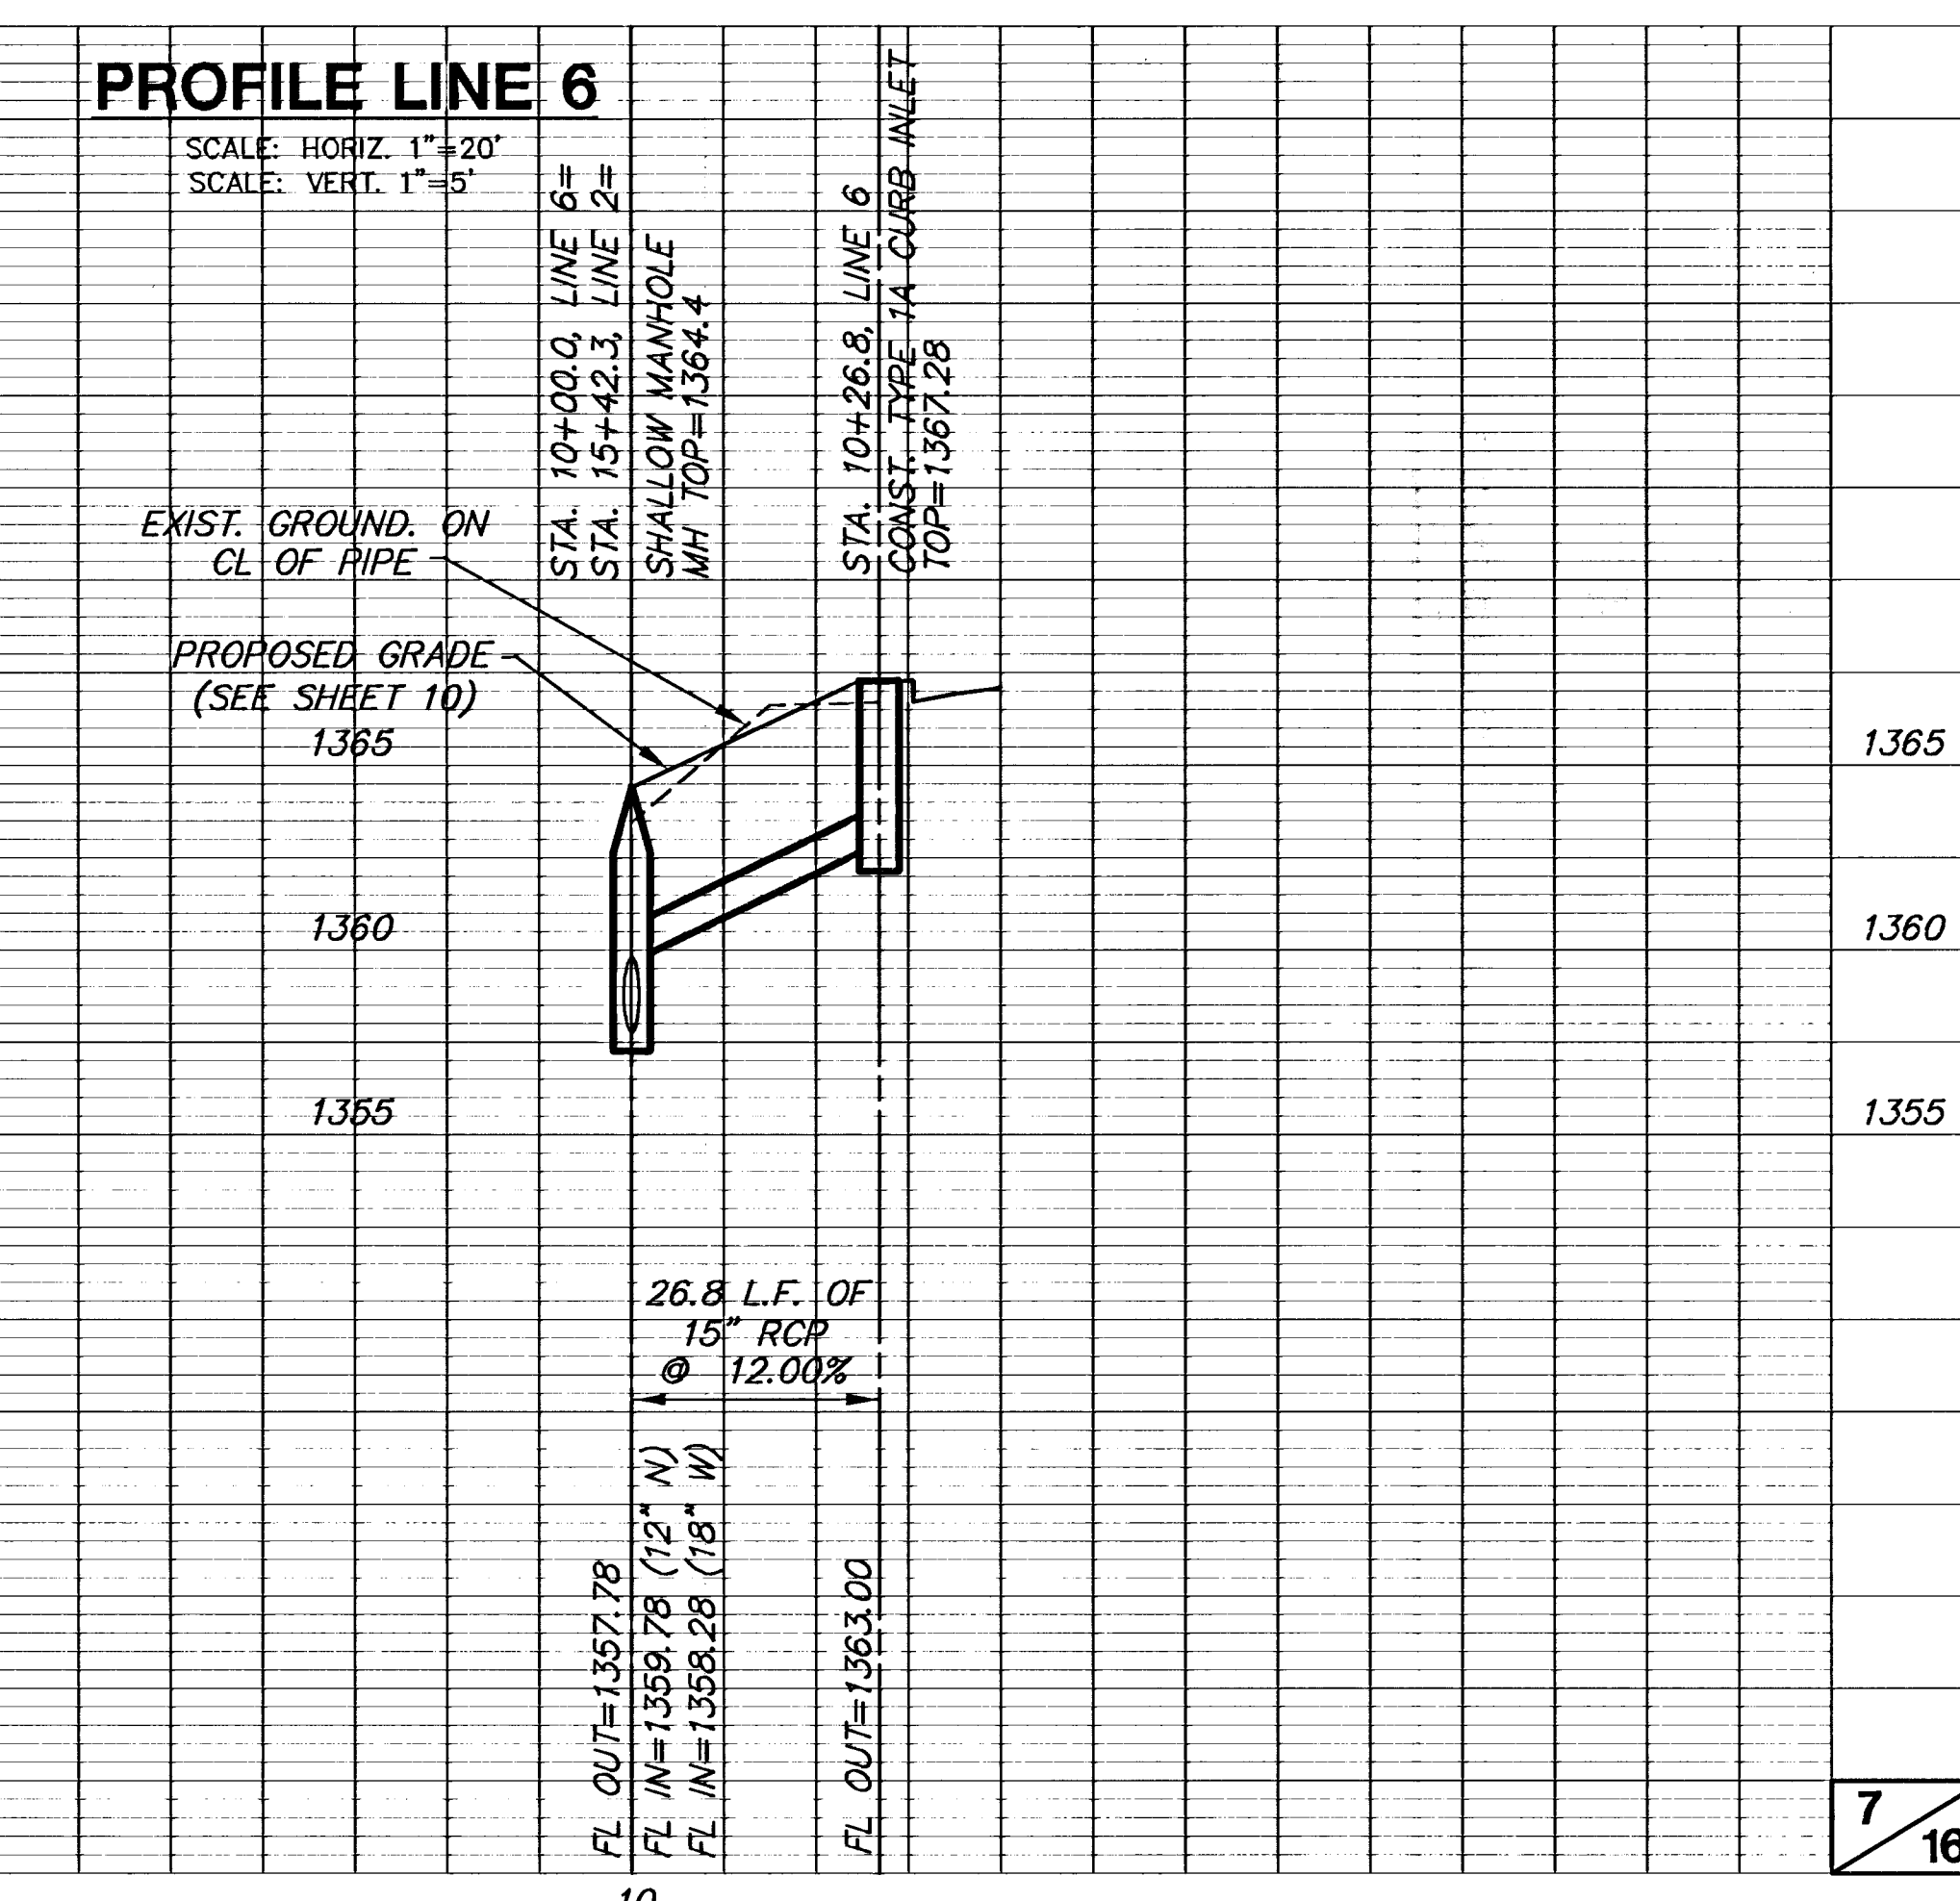 PROFILE LINE 6
SCALE: HORIZ. 1"=20'
SCALE: VERT. 1"=5'
STA. 10+00.0, LINE 6=
STA. 15+42.3, LINE 2=
SHALLOW MANHOLE
MH TOP=1364.4
STA. 10+26.8, LINE 6
CONST. TYPE 1A CURB INLET
TOP=1367.28
EXIST. GROUND. ON
CL OF PIPE
PROPOSED GRADE
(SEE SHEET 10)
1365
1365
1360
1360
1355
1355
26.8 L.F. OF
15" RCP
@ 12.00%
FL OUT=1357.78
FL IN=1359.78 (12" N)
FL IN=1358.28 (18" W)
FL OUT=1363.00
7
16
10